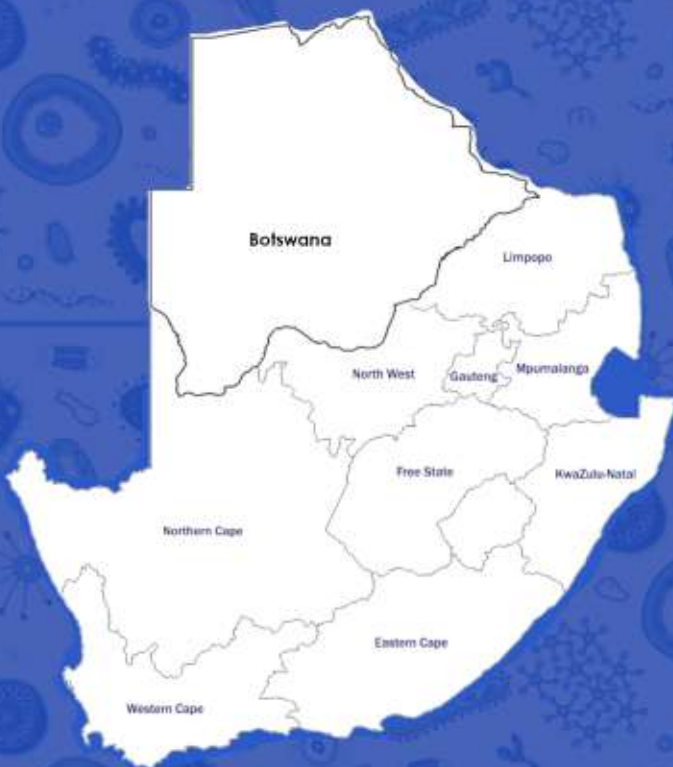 Botswana
Limpopo
North West
Gauteng
Mpumalanga
Free State
KwaZulu-Natal
Northern Cape
Eastern Cape
Western Cape